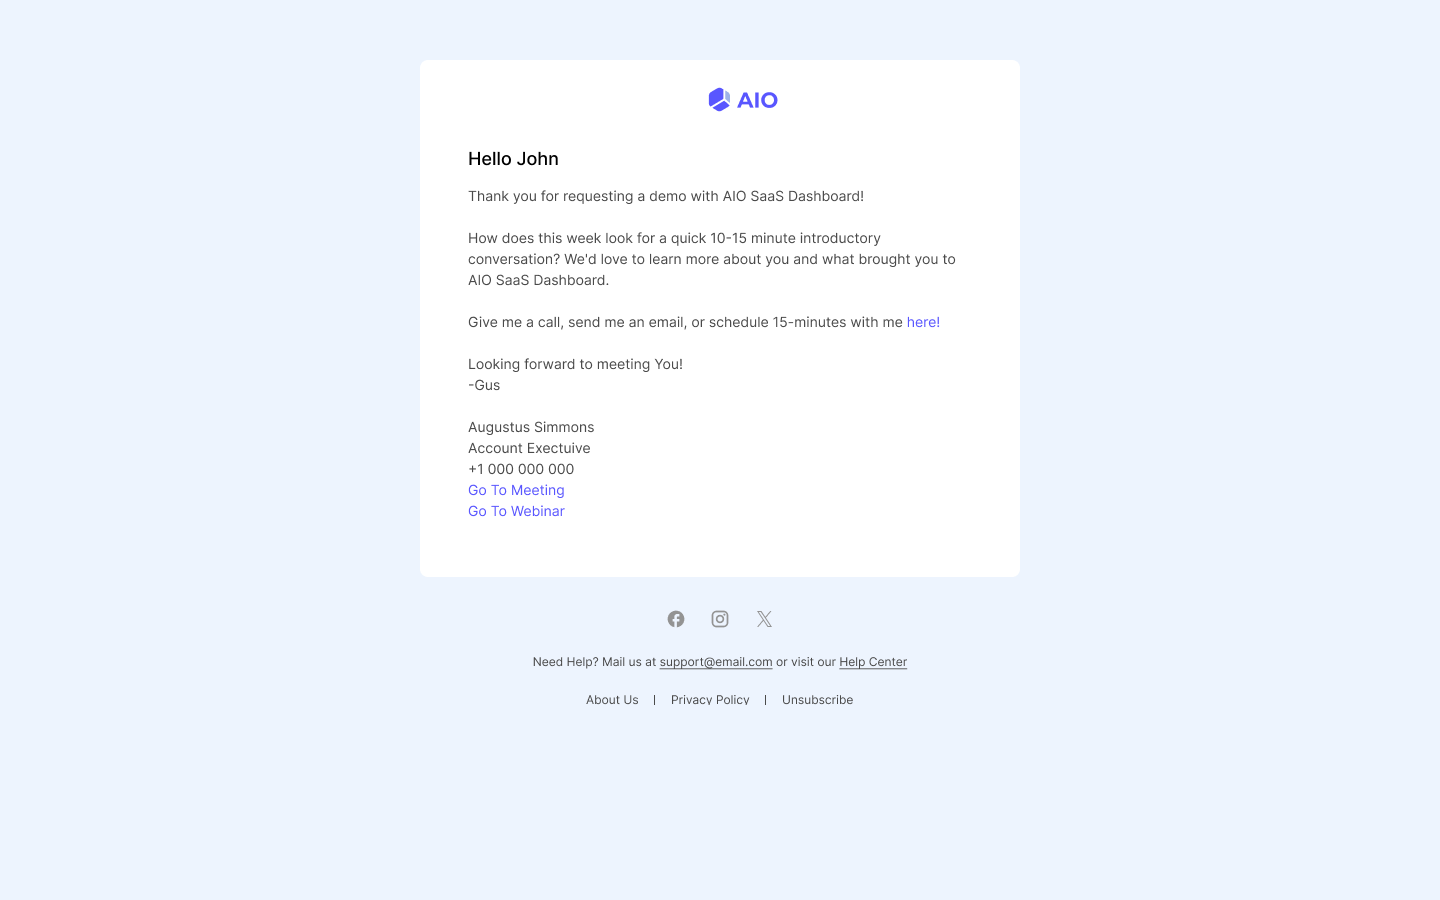 AIO
Hello John
Thank you for requesting a demo with AIO SaaS Dashboard!
How does this week look for a quick 10-15 minute introductory
conversation? We'd love to learn more about you and what brought you to
AIO SaaS Dashboard.
Give me a call, send me an email, or schedule 15-minutes with me here!
Looking forward to meeting You!
-Gus
Augustus Simmons
Account Exectuive
+1 000 000 000
Go To Meeting
Go To Webinar
Need Help? Mail us at support@email.com or visit our Help Center
About Us | Privacy Policy | Unsubscribe